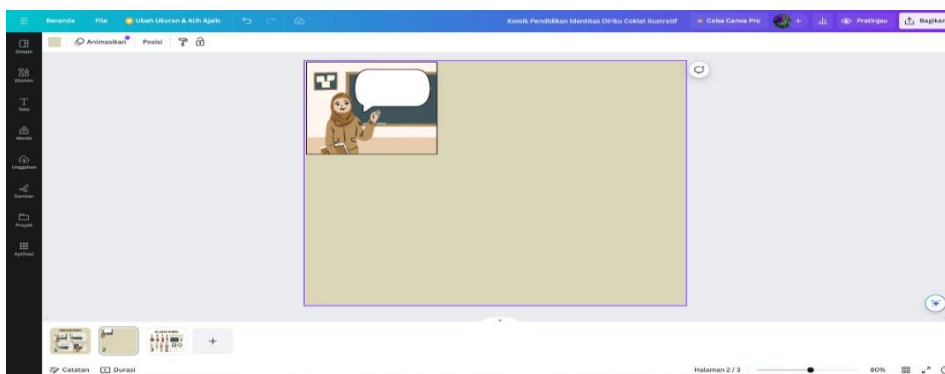 Beranda File Ubah Ukuran & Alih Ajaib Komik Pendidikan Identitas Diriku Coklat Ilustratif Coba Canva Pro + Pratinjau Bagikan
Animasikan Posisi
Desain
Elemen
Teks
Merek
Unggahan
Gambar
Proyek
Aplikasi
Catatan Durasi Halaman 2 / 3 80%